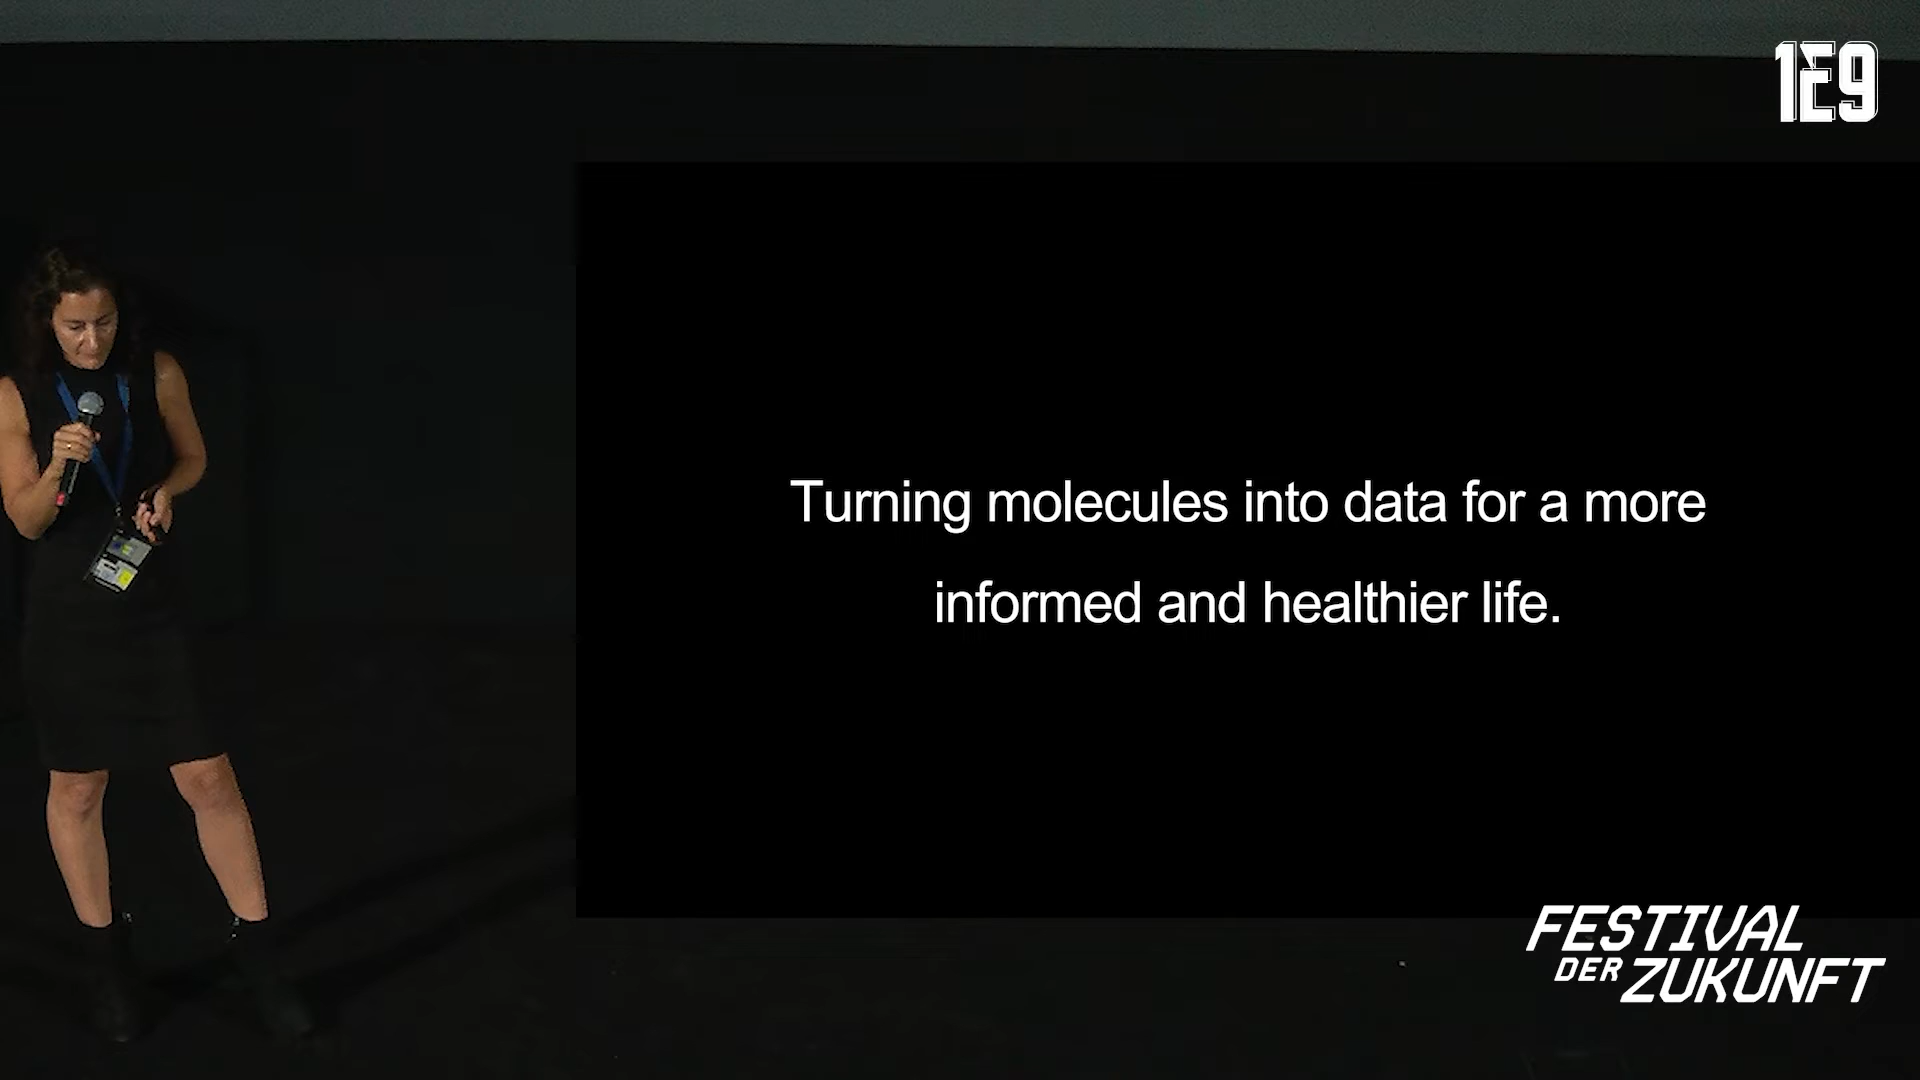 1E9
Turning molecules into data for a more
informed and healthier life.
FESTIVAL
DER ZUKUNFT